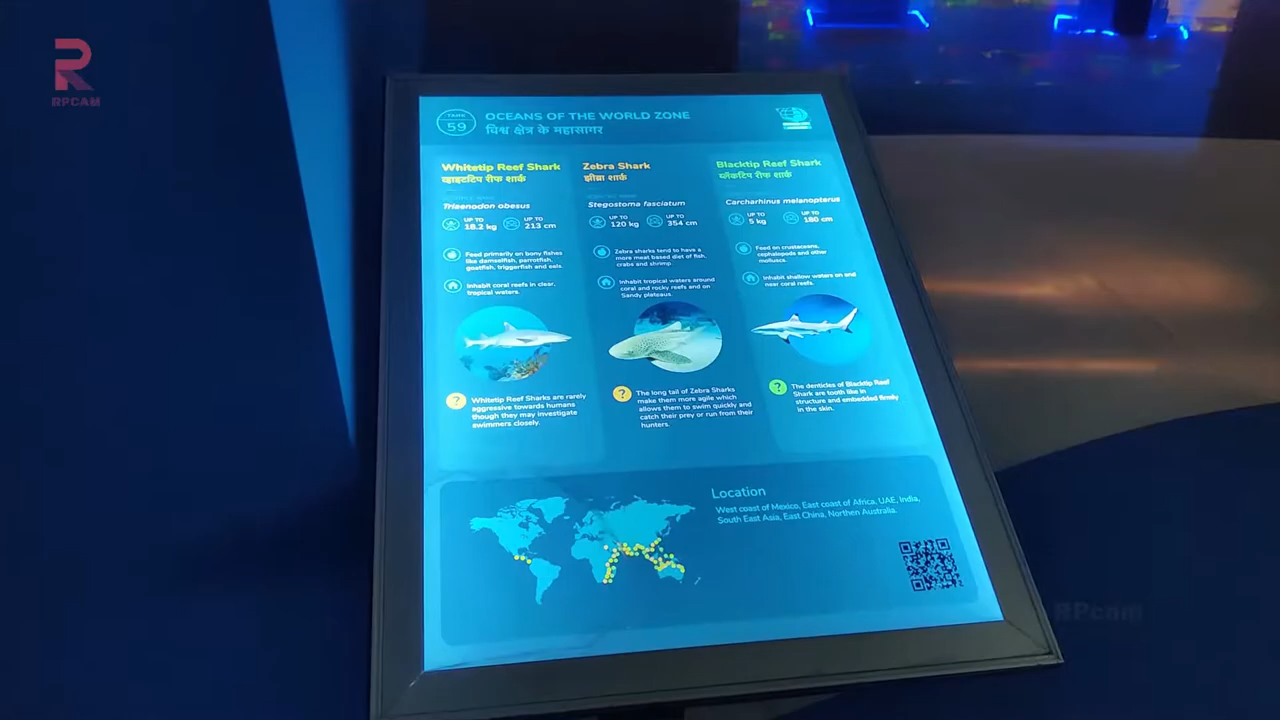 RPCAM
TANK
59
OCEANS OF THE WORLD ZONE
विश्व क्षेत्र के महासागर
Whitetip Reef Shark
व्हाइटटिप रीफ शार्क
Triaenodon obesus
UP TO
18.2 kg
UP TO
213 cm
Feed primarily on bony fishes
like damselfish, parrotfish,
goatfish, triggerfish and eels.
Inhabit coral reefs in clear,
tropical waters.
?
Whitetip Reef Sharks are rarely
aggressive towards humans
though they may investigate
swimmers closely.
Zebra Shark
झीब्रा शार्क
Stegostoma fasciatum
UP TO
120 kg
UP TO
354 cm
Zebra sharks tend to have a
more meat based diet of fish,
crabs and shrimp.
Inhabit tropical waters around
coral and rocky reefs and on
Sandy plateaus.
?
The long tail of Zebra Sharks
make them more agile which
allows them to swim quickly and
catch their prey or run from their
hunters.
Blacktip Reef Shark
ब्लॅकटिप रीफ शार्क
Carcharhinus melanopterus
UP TO
5 kg
UP TO
180 cm
Feed on crustaceans,
cephalopods and other
molluscs.
Inhabit shallow waters on and
near coral reefs.
?
The denticles of Blacktip Reef
Shark are tooth like in
structure and embedded firmly
in the skin.
Location
West coast of Mexico, East coast of Africa, UAE, India,
South East Asia, East China, Northen Australia.
RPcam